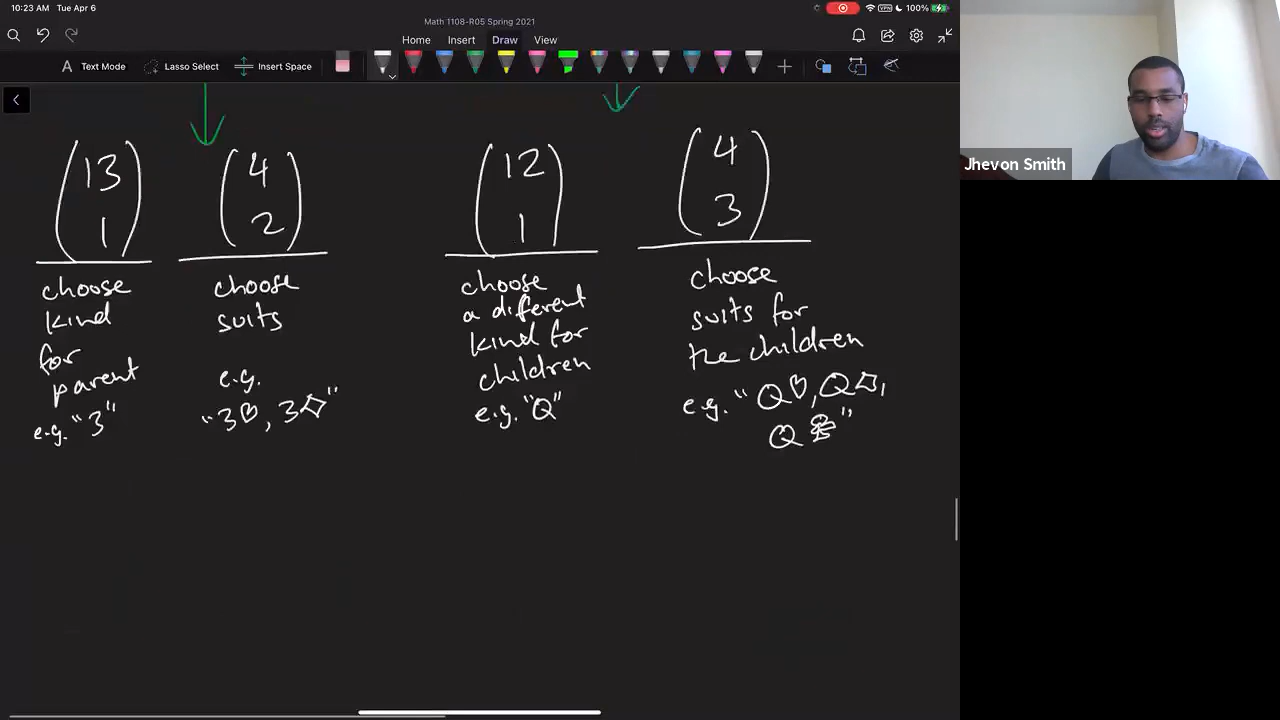 10:23 AM Tue Apr 6
VPN
100%
Math 1108-R05 Spring 2021
Home Insert Draw View
Text Mode Lasso Select Insert Space
Jhevon Smith
(13
1)
choose
kind
for
parent
e.g. "3"
(4
2)
choose
suits
e.g.
"3♡, 3◇"
(12
1)
choose
a different
kind for
children
e.g. "Q"
(4
3)
choose
suits for
the children
e.g. "Q♡, Q◇,
Q♣"